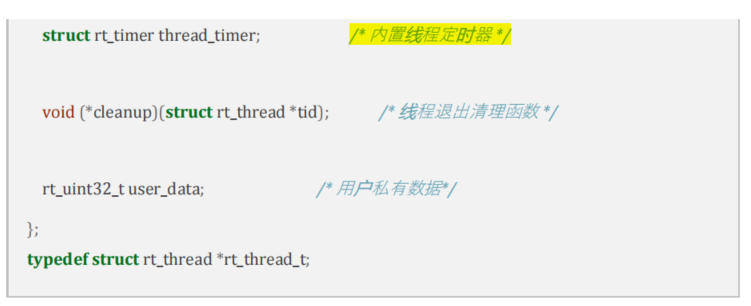 struct rt_timer thread_timer; /* 内置线程定时器 */
void (*cleanup)(struct rt_thread *tid); /* 线程退出清理函数 */
rt_uint32_t user_data; /* 用户私有数据*/
};
typedef struct rt_thread *rt_thread_t;